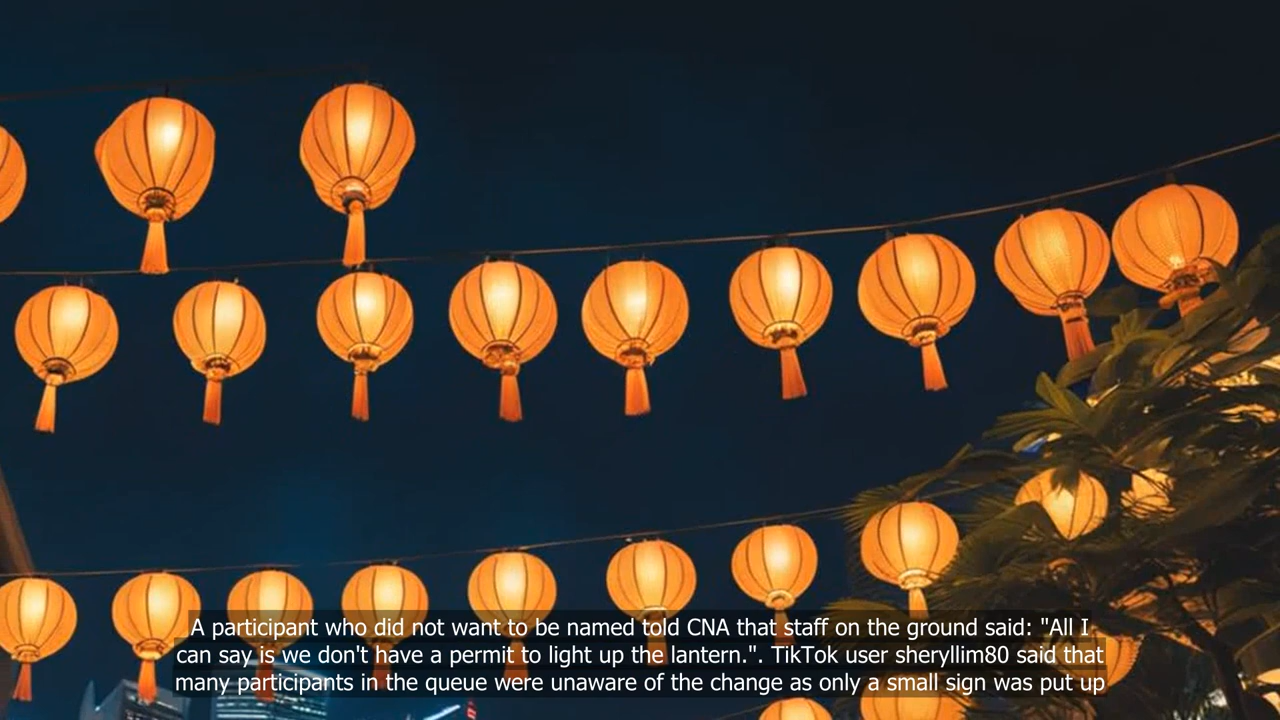 A participant who did not want to be named told CNA that staff on the ground said: "All I
can say is we don't have a permit to light up the lantern.". TikTok user sheryllim80 said that
many participants in the queue were unaware of the change as only a small sign was put up